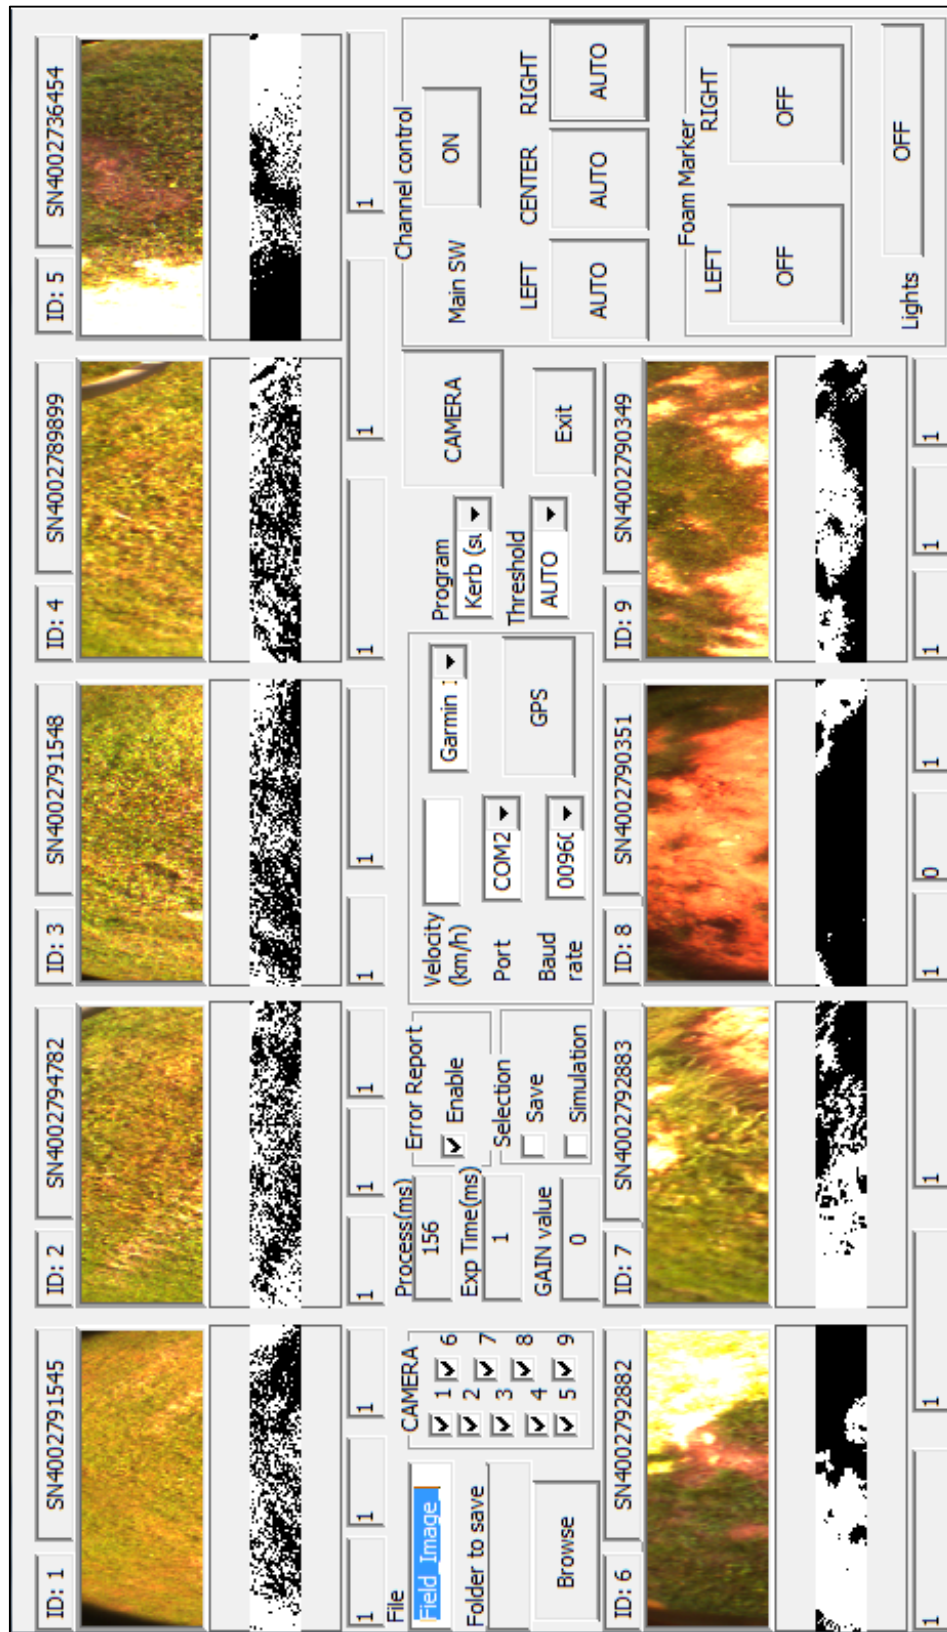 ID: 1 SN4002791545 ID: 2 SN4002794782 ID: 3 SN4002791548 ID: 4 SN4002789899 ID: 5 SN4002736454
1 1 1 1 1 1 1 1 1 1 1
File
Field_Image
Folder to save
Browse
CAMERA
1 6
2 7
3 8
4
5 9
Process(ms)
156
Exp Time(ms)
1
GAIN value
0
Error Report
Enable
Selection
Save
Simulation
Velocity
(km/h)
Garmin
Port
COM2
Baud
rate
0096
GPS
Program
Kerb
Threshold
AUTO
CAMERA
Exit
Channel control
Main SW ON
LEFT CENTER RIGHT
AUTO AUTO AUTO
Foam Marker
LEFT RIGHT
OFF OFF
Lights OFF
ID: 6 SN4002792882 ID: 7 SN4002792883 ID: 8 SN4002790351 ID: 9 SN4002790349
1 1 1 1 0 1 1 1 1